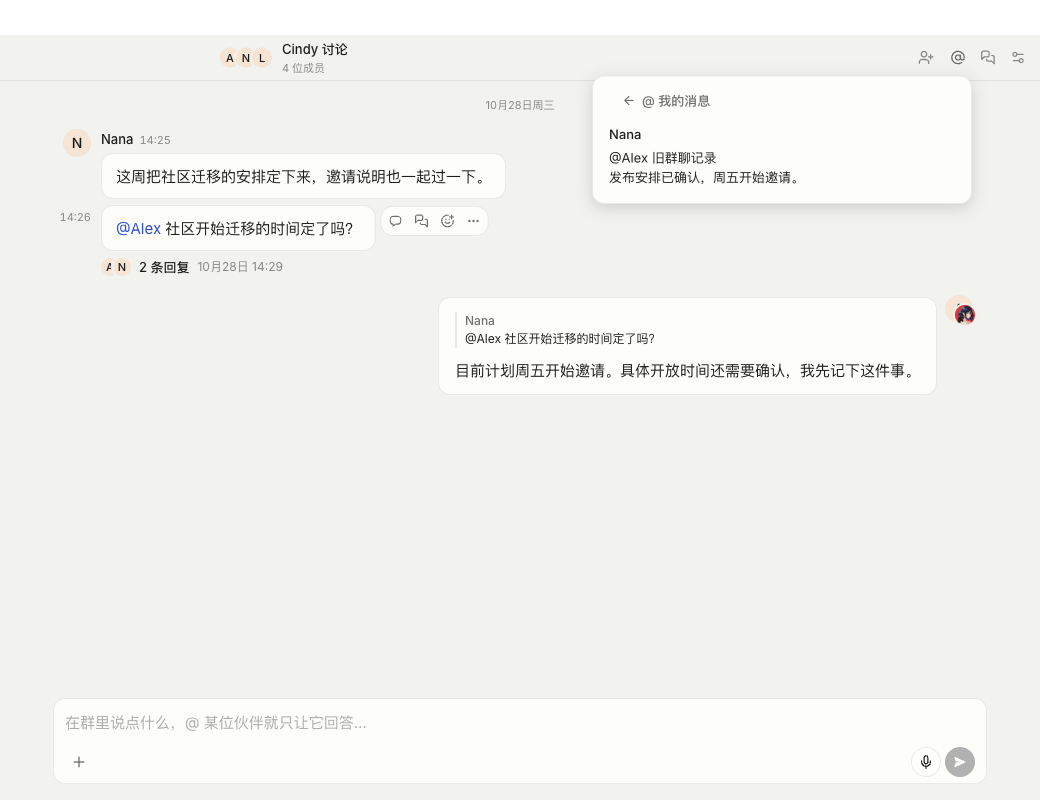 A N L
Cindy 讨论
4 位成员
@ 我的消息
Nana
@Alex 旧群聊记录
发布安排已确认，周五开始邀请。
10月28日周三
N
Nana 14:25
这周把社区迁移的安排定下来，邀请说明也一起过一下。
14:26
@Alex 社区开始迁移的时间定了吗？
A N 2 条回复 10月28日 14:29
Nana
@Alex 社区开始迁移的时间定了吗？
目前计划周五开始邀请。具体开放时间还需要确认，我先记下这件事。
在群里说点什么，@ 某位伙伴就只让它回答...